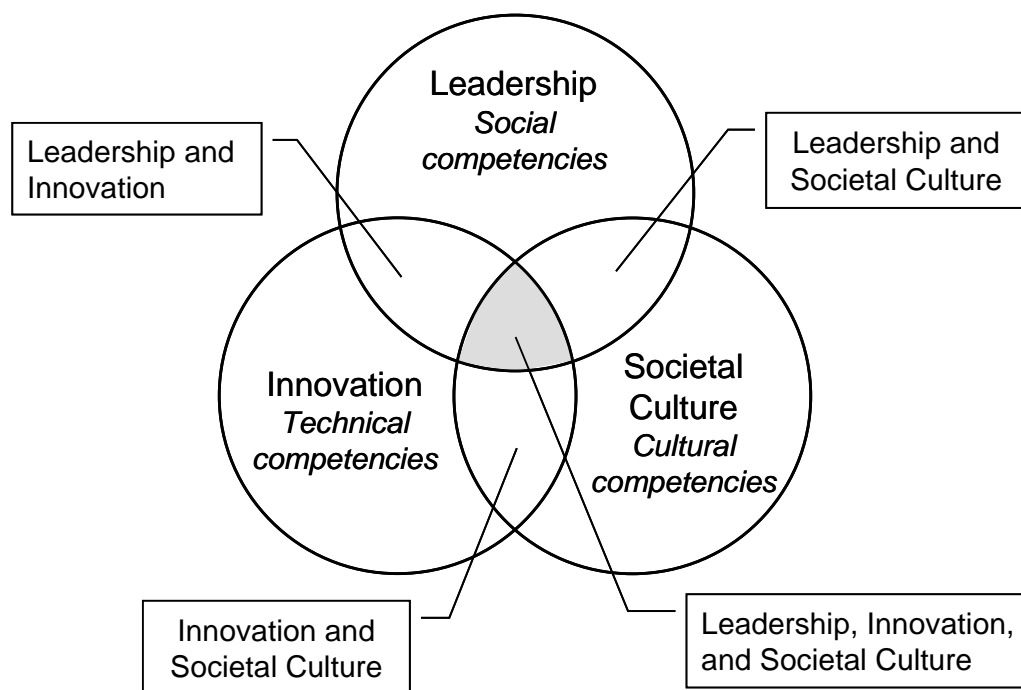 Leadership
Social
competencies
Leadership and
Innovation
Leadership and
Societal Culture
Innovation
Technical
competencies
Societal
Culture
Cultural
competencies
Innovation and
Societal Culture
Leadership, Innovation,
and Societal Culture